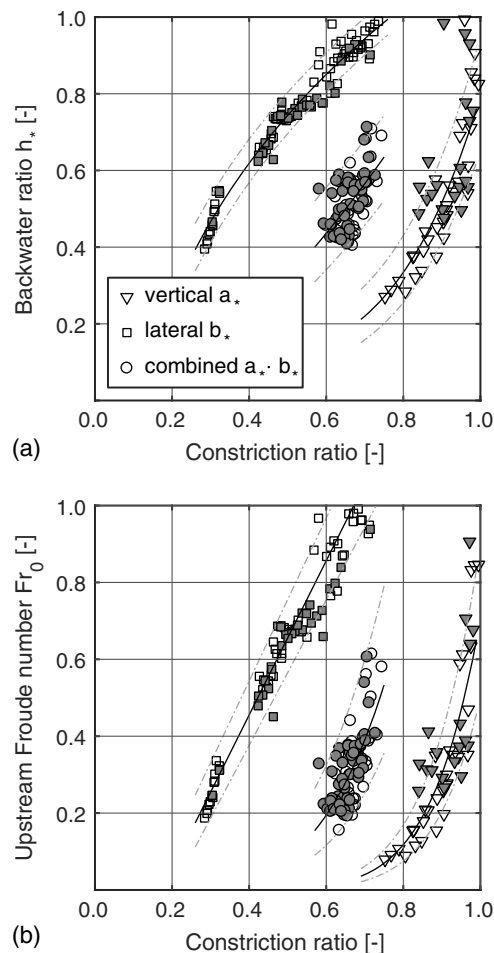 1.0
0.8
0.6
0.4
0.2
Backwater ratio h* [-]
vertical a*
lateral b*
combined a* · b*
0.0 0.2 0.4 0.6 0.8 1.0
(a) Constriction ratio [-]
1.0
0.8
0.6
0.4
0.2
Upstream Froude number Fr0 [-]
0.0 0.2 0.4 0.6 0.8 1.0
(b) Constriction ratio [-]